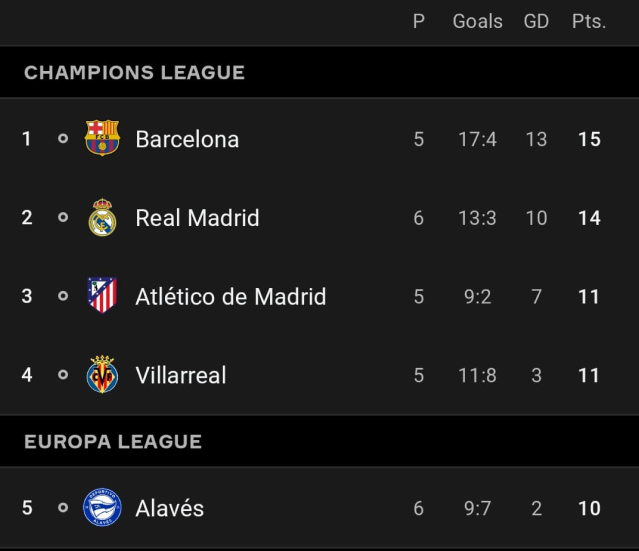 P Goals GD Pts.
CHAMPIONS LEAGUE
1 Barcelona 5 17:4 13 15
2 Real Madrid 6 13:3 10 14
3 Atlético de Madrid 5 9:2 7 11
4 Villarreal 5 11:8 3 11
EUROPA LEAGUE
5 Alavés 6 9:7 2 10